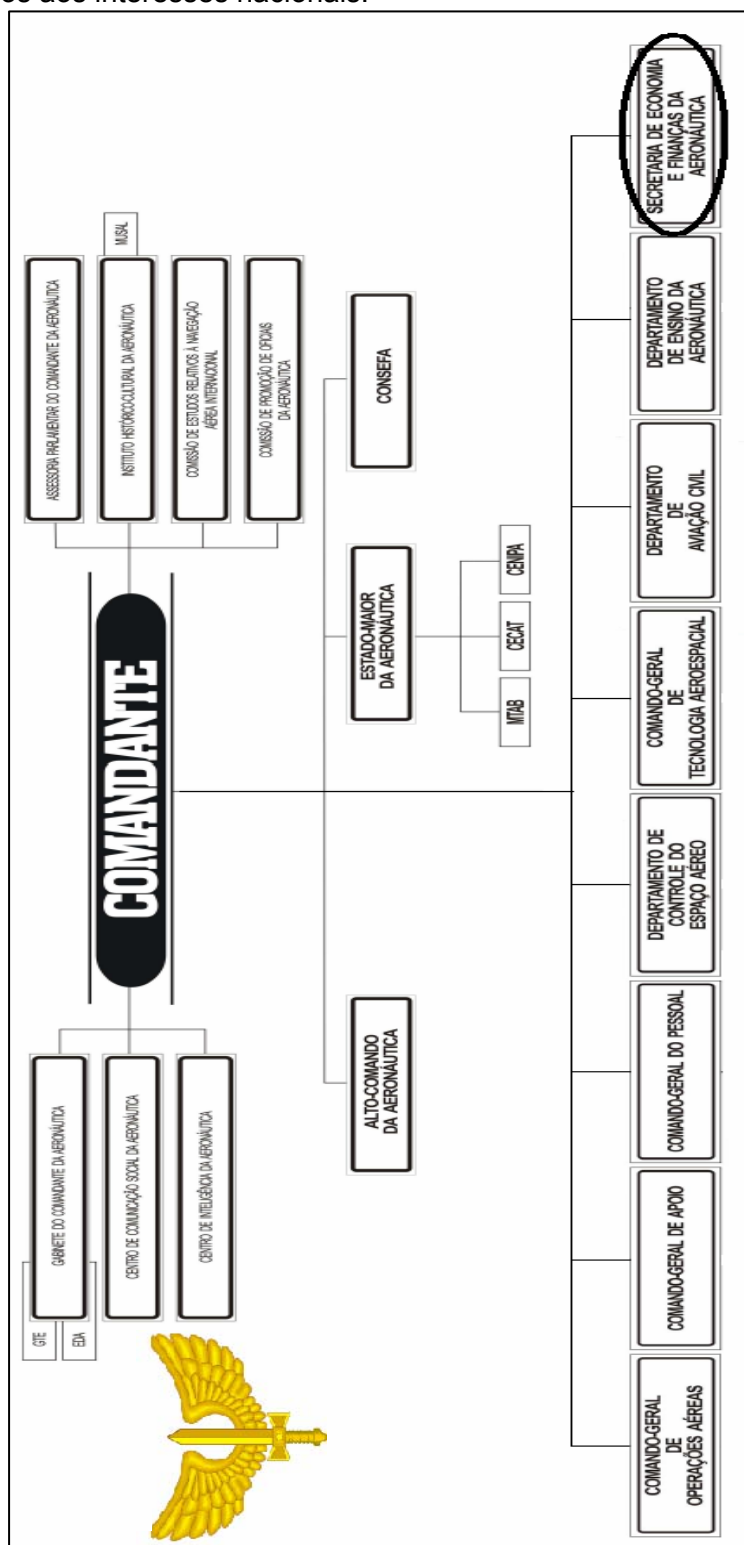 os aos interesses nacionais.
COMANDANTE
GTE
EDA
GABINETE DO COMANDANTE DA AERONÁUTICA
CENTRO DE COMUNICAÇÃO SOCIAL DA AERONÁUTICA
CENTRO DE INTELIGÊNCIA DA AERONÁUTICA
ASSESSORIA PARLAMENTAR DO COMANDANTE DA AERONÁUTICA
INSTITUTO HISTÓRICO-CULTURAL DA AERONÁUTICA
MUSAL
COMISSÃO DE ESTUDOS RELATIVOS À NAVEGAÇÃO
AÉREA INTERNACIONAL
COMISSÃO DE PROMOÇÃO DE OFICIAIS
DA AERONÁUTICA
ALTO-COMANDO
DA AERONÁUTICA
ESTADO-MAIOR
DA AERONÁUTICA
CONSEFA
MTAB
CECAT
CENIPA
COMANDO-GERAL
DE
OPERAÇÕES AÉREAS
COMANDO-GERAL DE APOIO
COMANDO-GERAL DO PESSOAL
DEPARTAMENTO DE
CONTROLE DO
ESPAÇO AÉREO
COMANDO-GERAL
DE
TECNOLOGIA AEROESPACIAL
DEPARTAMENTO
DE
AVIAÇÃO CIVIL
DEPARTAMENTO
DE ENSINO DA
AERONÁUTICA
SECRETARIA DE ECONOMIA
E FINANÇAS DA
AERONÁUTICA